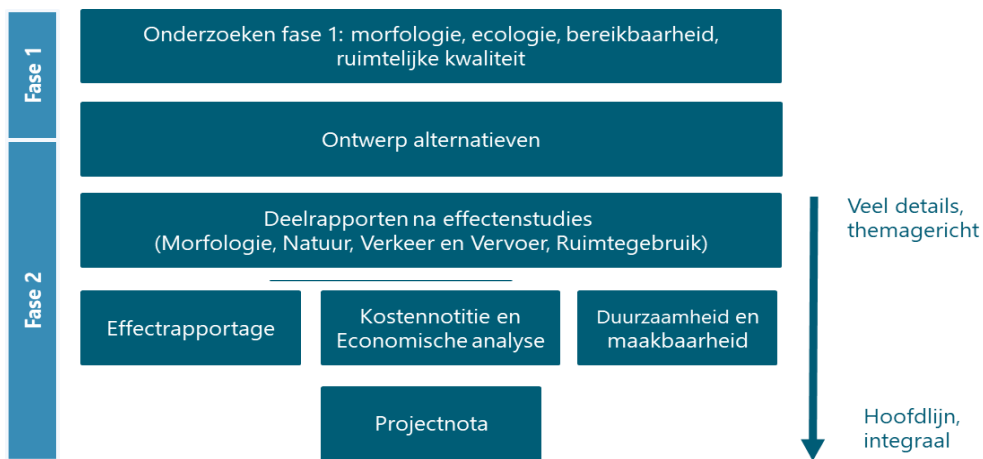 Fase 1
Onderzoeken fase 1: morfologie, ecologie, bereikbaarheid,
ruimtelijke kwaliteit
Ontwerp alternatieven
Fase 2
Deelrapporten na effectenstudies
(Morfologie, Natuur, Verkeer en Vervoer, Ruimtegebruik)
Veel details,
themagericht
Effectrapportage
Kostennotitie en
Economische analyse
Duurzaamheid en
maakbaarheid
Projectnota
Hoofdlijn,
integraal